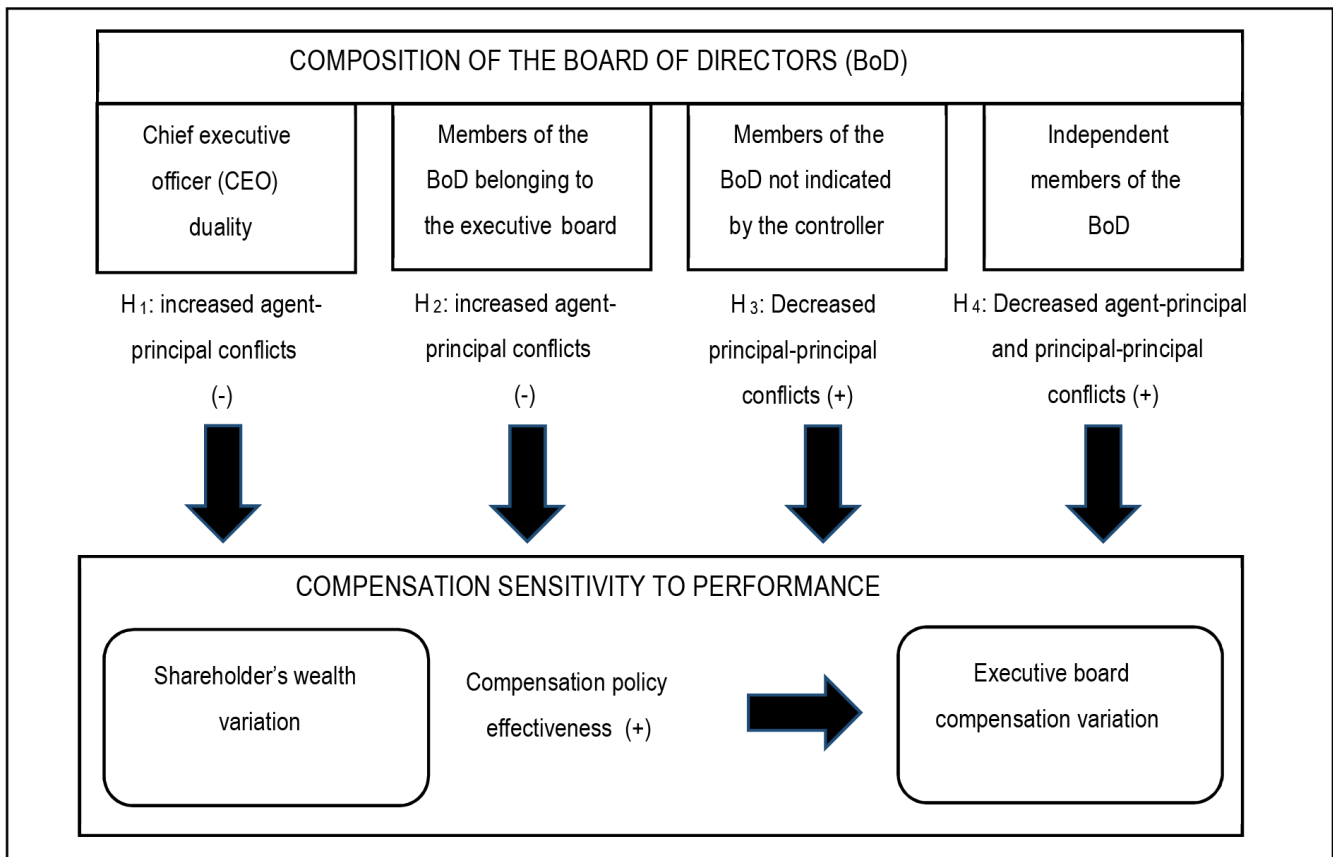 COMPOSITION OF THE BOARD OF DIRECTORS (BoD)
Chief executive
officer (CEO)
duality
Members of the
BoD belonging to
the executive board
Members of the
BoD not indicated
by the controller
Independent
members of the
BoD
H₁: increased agent-
principal conflicts
(-)
H₂: increased agent-
principal conflicts
(-)
H₃: Decreased
principal-principal
conflicts (+)
H₄: Decreased agent-principal
and principal-principal
conflicts (+)
COMPENSATION SENSITIVITY TO PERFORMANCE
Shareholder’s wealth
variation
Compensation policy
effectiveness (+)
Executive board
compensation variation